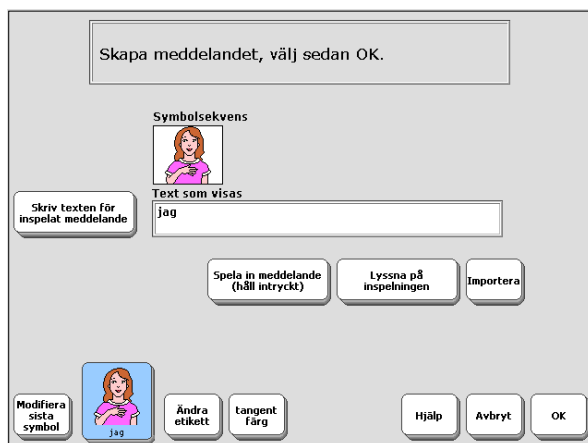 Skapa meddelandet, välj sedan OK.
Symbolsekvens
Text som visas
Skriv texten för
inspelat meddelande
jag
Spela in meddelande
(håll intryckt)
Lyssna på
inspelningen
Importera
Modifiera
sista
symbol
jag
Ändra
etikett
tangent
färg
Hjälp
Avbryt
OK